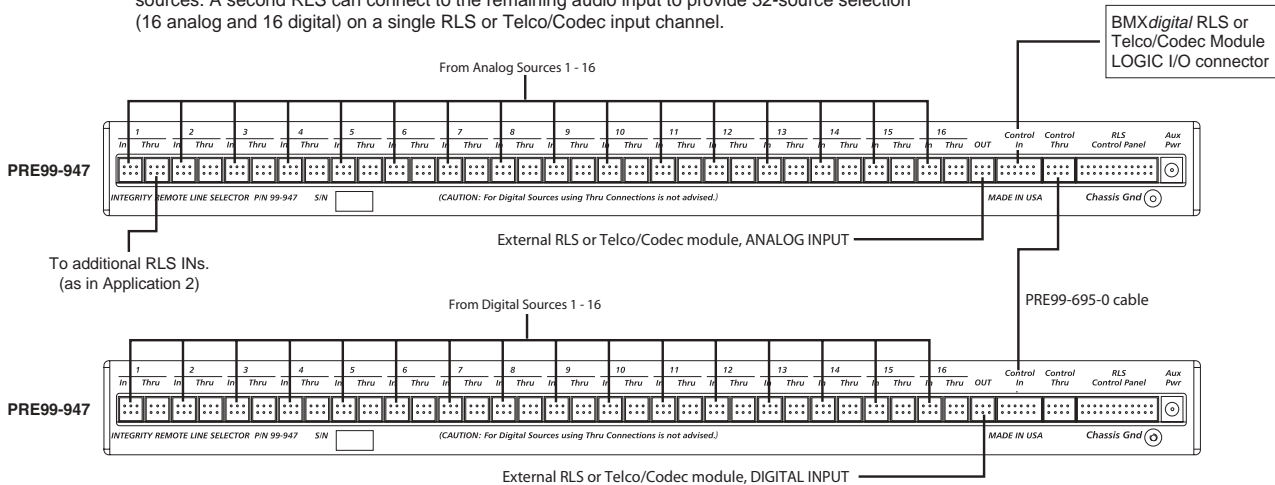 sources. A second RLS can connect to the remaining audio input to provide 32-source selection
(16 analog and 16 digital) on a single RLS or Telco/Codec input channel.
BMXdigital RLS or
Telco/Codec Module
LOGIC I/O connector
From Analog Sources 1 - 16
1 2 3 4 5 6 7 8 9 10 11 12 13 14 15 16
In Thru In Thru In Thru In Thru In Thru In Thru In Thru In Thru In Thru In Thru In Thru In Thru In Thru In Thru In Thru In Thru OUT Control In Control Thru RLS Control Panel Aux Pwr
PRE99-947
INTEGRITY REMOTE LINE SELECTOR P/N 99-947 S/N (CAUTION: For Digital Sources using Thru Connections is not advised.) MADE IN USA Chassis Gnd
External RLS or Telco/Codec module, ANALOG INPUT
To additional RLS INs.
(as in Application 2)
From Digital Sources 1 - 16
PRE99-695-0 cable
1 2 3 4 5 6 7 8 9 10 11 12 13 14 15 16
In Thru In Thru In Thru In Thru In Thru In Thru In Thru In Thru In Thru In Thru In Thru In Thru In Thru In Thru In Thru In Thru OUT Control In Control Thru RLS Control Panel Aux Pwr
PRE99-947
INTEGRITY REMOTE LINE SELECTOR P/N 99-947 S/N (CAUTION: For Digital Sources using Thru Connections is not advised.) MADE IN USA Chassis Gnd
External RLS or Telco/Codec module, DIGITAL INPUT